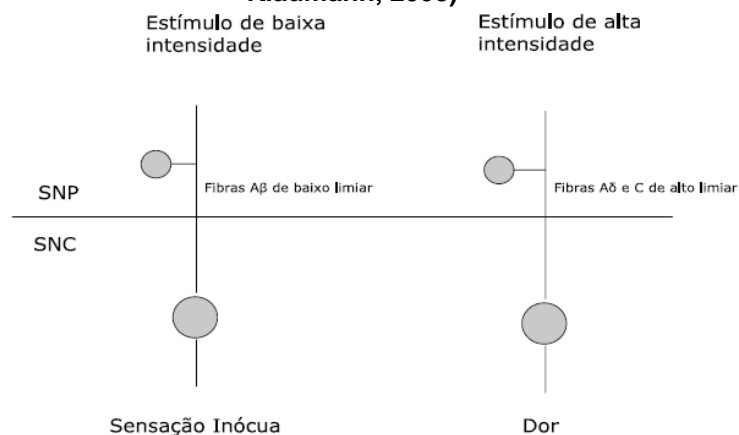 Estímulo de baixa
intensidade
Estímulo de alta
intensidade
SNP
Fibras Aβ de baixo limiar
Fibras Aδ e C de alto limiar
SNC
Sensação Inócua
Dor